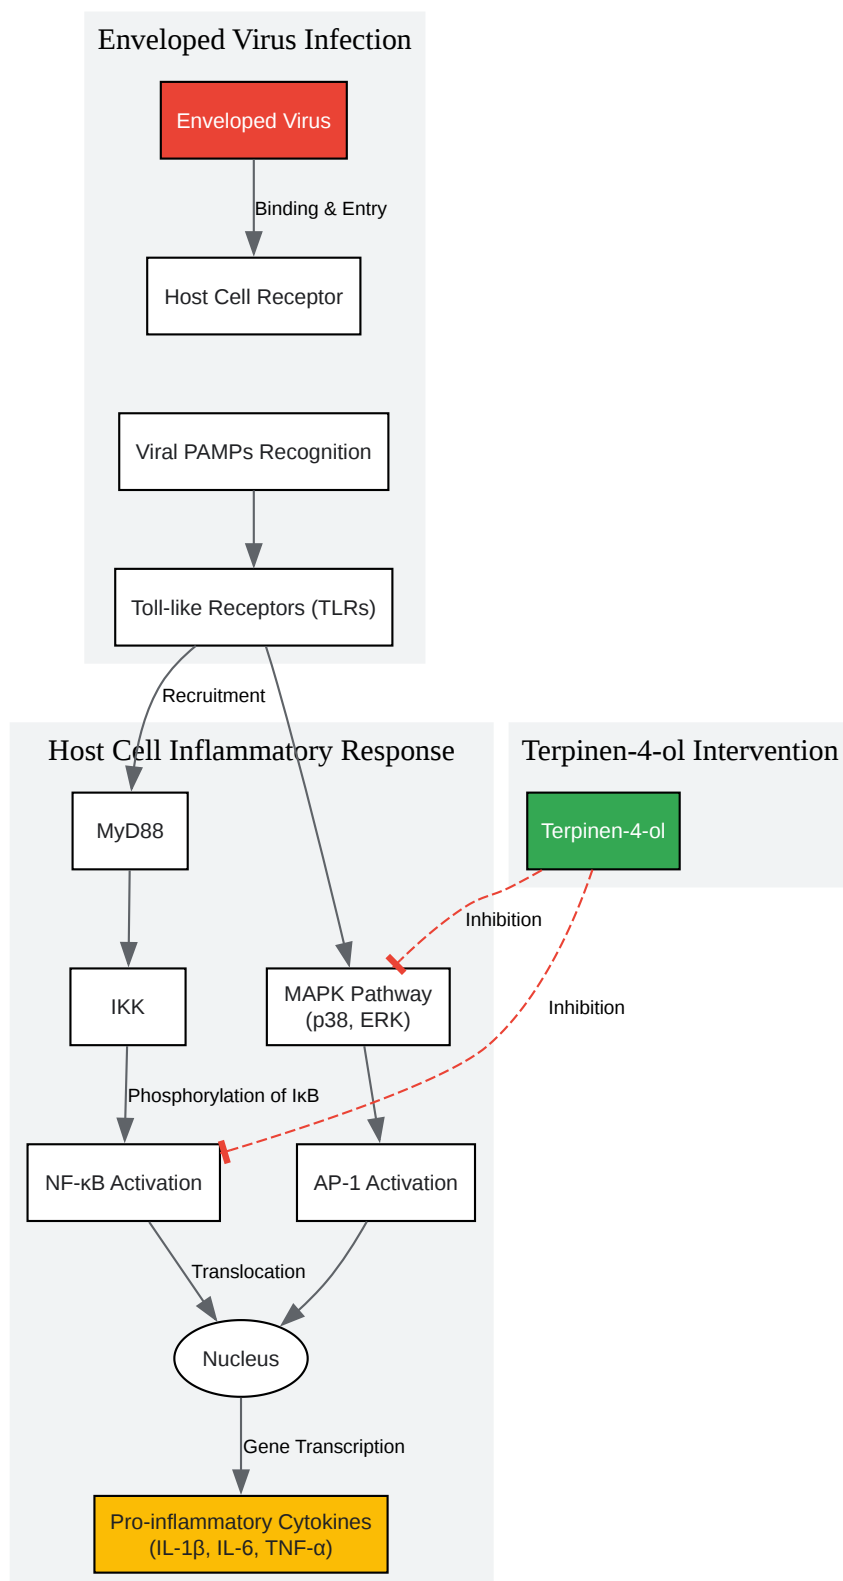 Enveloped Virus Infection
Enveloped Virus
Binding & Entry
Host Cell Receptor
Viral PAMPs Recognition
Toll-like Receptors (TLRs)
Recruitment
Host Cell Inflammatory Response
Terpinen-4-ol Intervention
MyD88
Terpinen-4-ol
Inhibition
IKK
MAPK Pathway
(p38, ERK)
Inhibition
Phosphorylation of IκB
NF-κB Activation
AP-1 Activation
Translocation
Nucleus
Gene Transcription
Pro-inflammatory Cytokines
(IL-1β, IL-6, TNF-α)